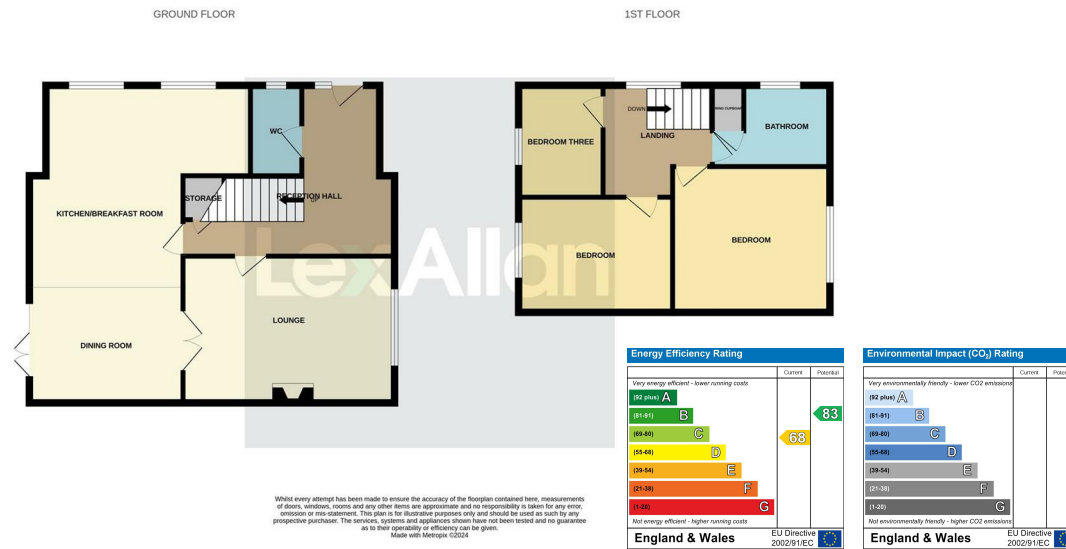 GROUND FLOOR
1ST FLOOR
WC
STORAGE
RECEPTION HALL
UP
KITCHEN/BREAKFAST ROOM
LOUNGE
DINING ROOM
DOWN
LANDING
BATHROOM
BEDROOM THREE
BEDROOM
BEDROOM
LexAllan
Whilst every attempt has been made to ensure the accuracy of the floorplan contained here, measurements
of doors, windows, rooms and any other items are approximate and no responsibility is taken for any error,
omission or mis-statement. This plan is for illustrative purposes only and should be used as such by any
prospective purchaser. The services, systems and appliances shown have not been tested and no guarantee
as to their operability or efficiency can be given.
Made with Metropix ©2024
Energy Efficiency Rating
Current Potential
Very energy efficient - lower running costs
(92 plus) A
(81-91) B
(69-80) C
(55-68) D
(39-54) E
(21-38) F
(1-20) G
68
83
Not energy efficient - higher running costs
England & Wales
EU Directive
2002/91/EC
Environmental Impact (CO₂) Rating
Current Poten
Very environmentally friendly - lower CO2 emissions
(92 plus) A
(81-91) B
(69-80) C
(55-68) D
(39-54) E
(21-38) F
(1-20) G
Not environmentally friendly - higher CO2 emissions
England & Wales
EU Directive
2002/91/EC